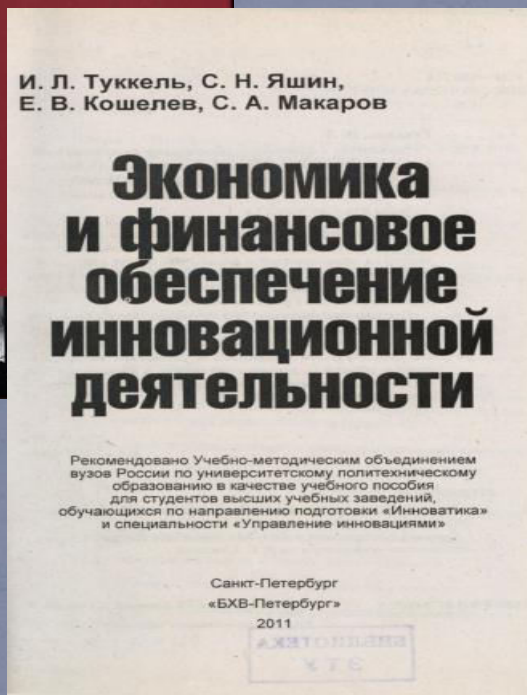 И. Л. Туккель, С. Н. Яшин,
Е. В. Кошелев, С. А. Макаров
Экономика
и финансовое
обеспечение
инновационной
деятельности
Рекомендовано Учебно-методическим объединением
вузов России по университетскому политехническому
образованию в качестве учебного пособия
для студентов высших учебных заведений,
обучающихся по направлению подготовки «Инноватика»
и специальности «Управление инновациями»
Санкт-Петербург
«БХВ-Петербург»
2011
БИБЛИОТЕКА
ЭТУ